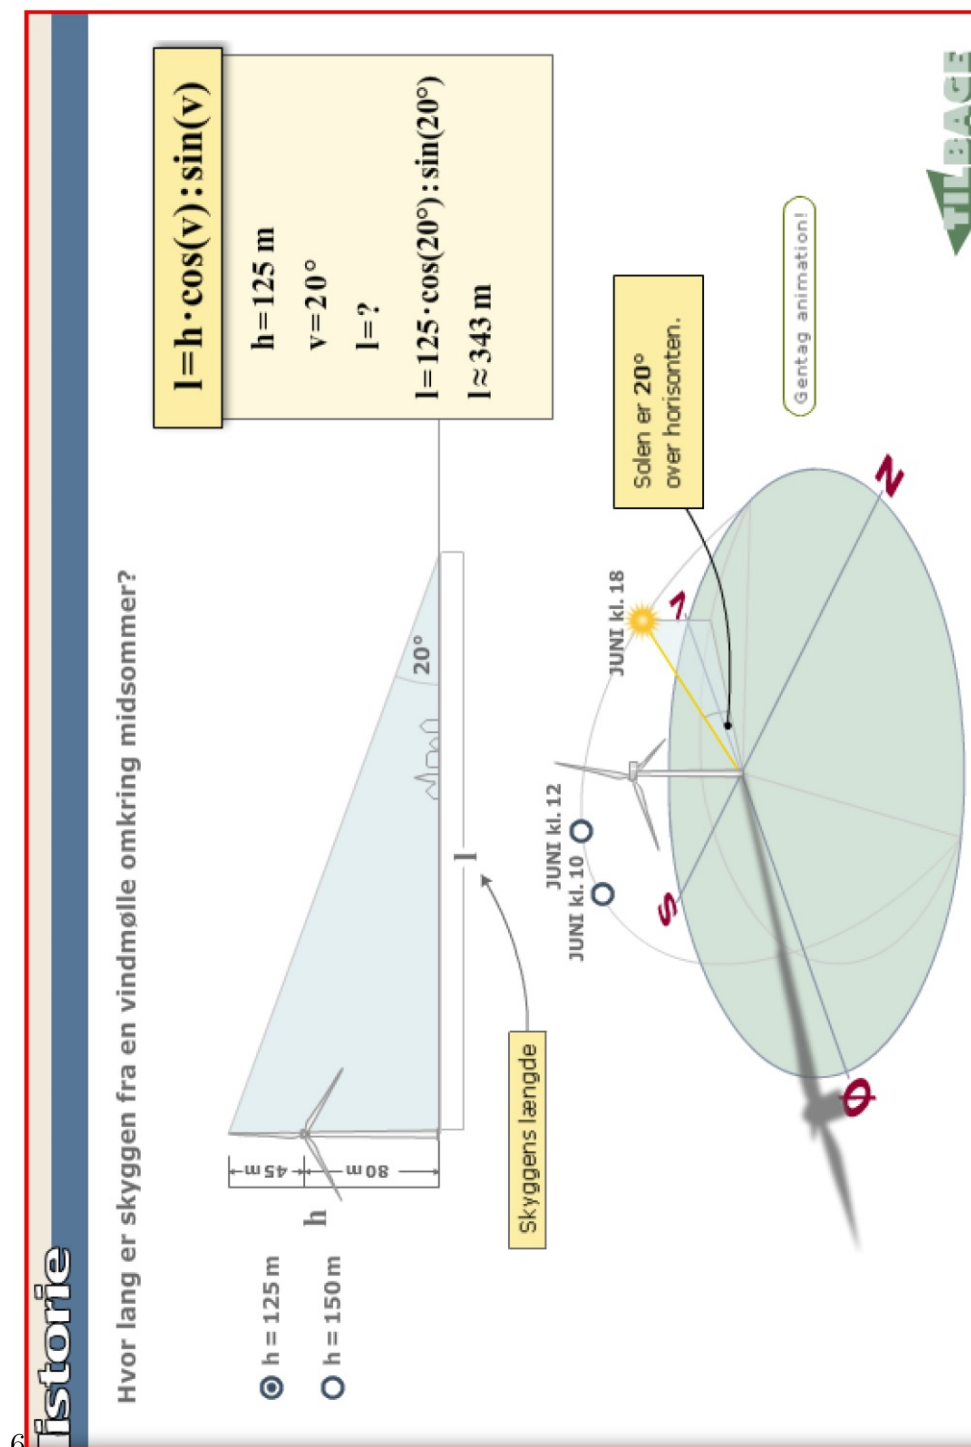 istorie
Hvor lang er skyggen fra en vindmølle omkring midsommer?
h = 125 m
h = 150 m
45 m
80 m
h
20°
l
Skyggens længde
l=h·cos(v):sin(v)
h=125 m
v=20°
l=?
l=125·cos(20°):sin(20°)
l≈343 m
JUNI kl. 10
JUNI kl. 12
JUNI kl. 18
S
V
N
Ø
Solen er 20°
over horisonten.
Gentag animation!
TILBAGE
6